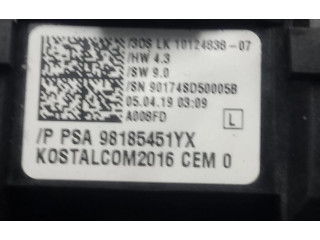 /3DS LK 10124838-07
/HW 4.3
/SW 9.0
/SN 90174SD50005B
05.04.19 03:09
A006FD
L
/P PSA 98185451YX
KOSTALCOM2016 CEM 0